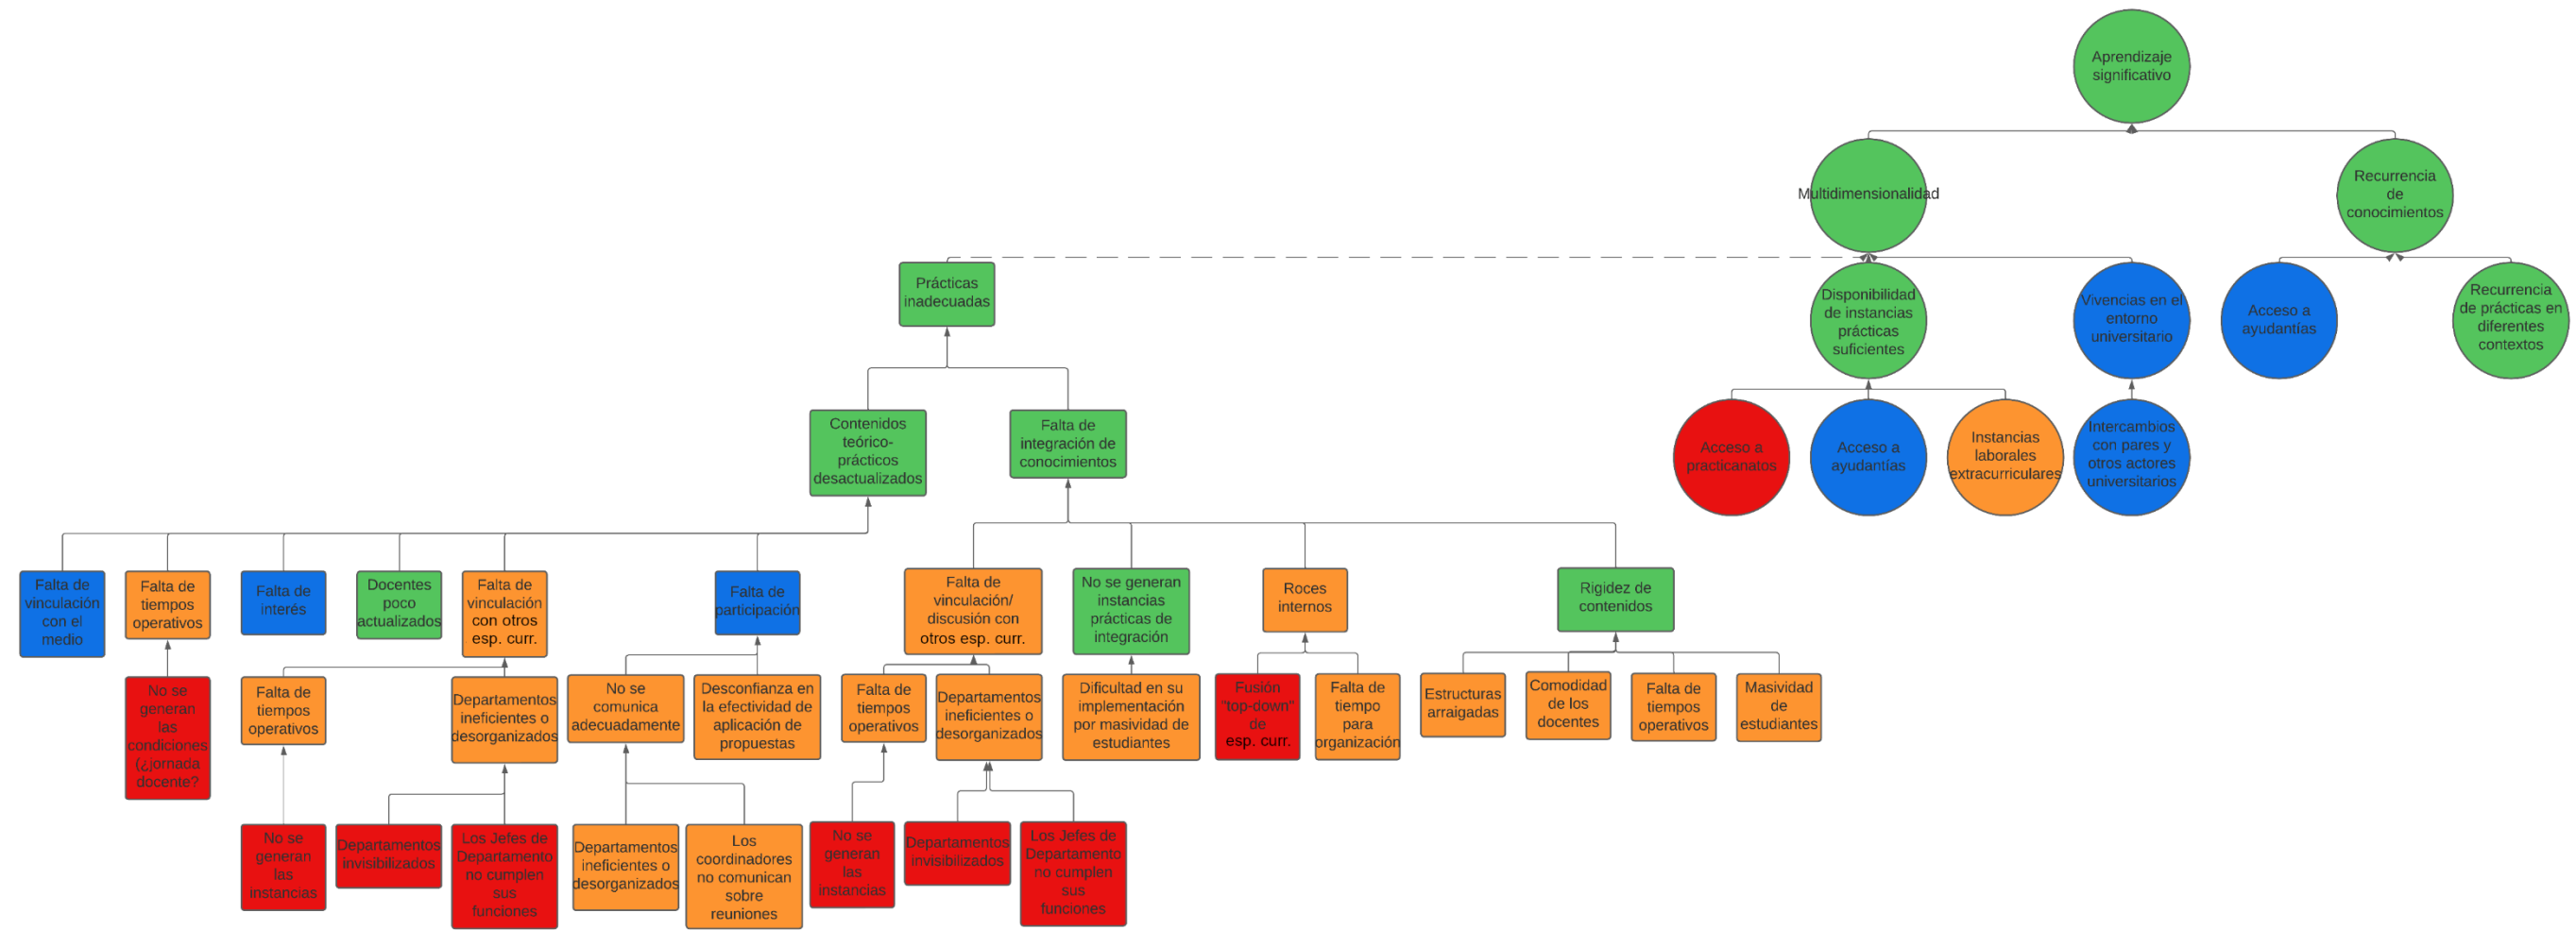 Aprendizaje
significativo
Multidimensionalidad
Recurrencia
de
conocimientos
Prácticas
inadecuadas
Disponibilidad
de instancias
prácticas
suficientes
Vivencias en el
entorno
universitario
Acceso a
ayudantías
Recurrencia
de prácticas en
diferentes
contextos
Contenidos
teórico-
prácticos
desactualizados
Falta de
integración de
conocimientos
Acceso a
practicanatos
Acceso a
ayudantías
Instancias
laborales
extracurriculares
Intercambios
con pares y
otros actores
universitarios
Falta de
vinculación
con el
medio
Falta de
tiempos
operativos
Falta de
interés
Docentes
poco
actualizados
Falta de
vinculación
con otros
esp. curr.
Falta de
participación
Falta de
vinculación/
discusión con
otros esp. curr.
No se generan
instancias
prácticas de
integración
Roces
internos
Rigidez de
contenidos
No se
generan
las
condiciones
(¿jornada
docente?
Falta de
tiempos
operativos
Departamentos
ineficientes o
desorganizados
No se
comunica
adecuadamente
Desconfianza en
la efectividad de
aplicación de
propuestas
Falta de
tiempos
operativos
Departamentos
ineficientes o
desorganizados
Dificultad en su
implementación
por masividad de
estudiantes
Fusión
"top-down"
de
esp. curr.
Falta de
tiempo
para
organización
Estructuras
arraigadas
Comodidad
de los
docentes
Falta de
tiempos
operativos
Masividad
de
estudiantes
No se
generan
las
instancias
Departamentos
invisibilizados
Los Jefes de
Departamento
no cumplen
sus
funciones
Departamentos
ineficientes o
desorganizados
Los
coordinadores
no comunican
sobre
reuniones
No se
generan
las
instancias
Departamentos
invisibilizados
Los Jefes de
Departamento
no cumplen
sus
funciones